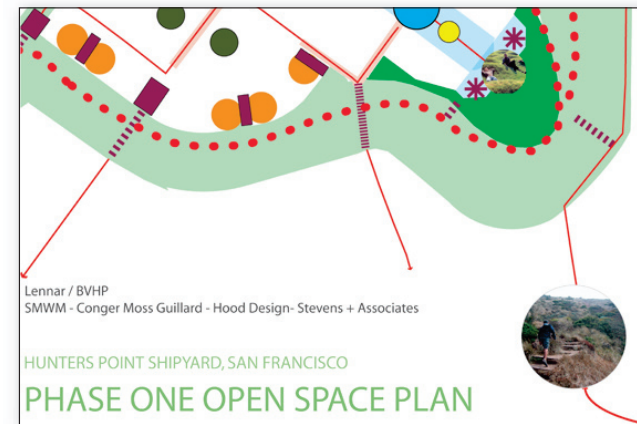 Lennar / BVHP
SMWM - Conger Moss Guillard - Hood Design- Stevens + Associates
HUNTERS POINT SHIPYARD, SAN FRANCISCO
PHASE ONE OPEN SPACE PLAN